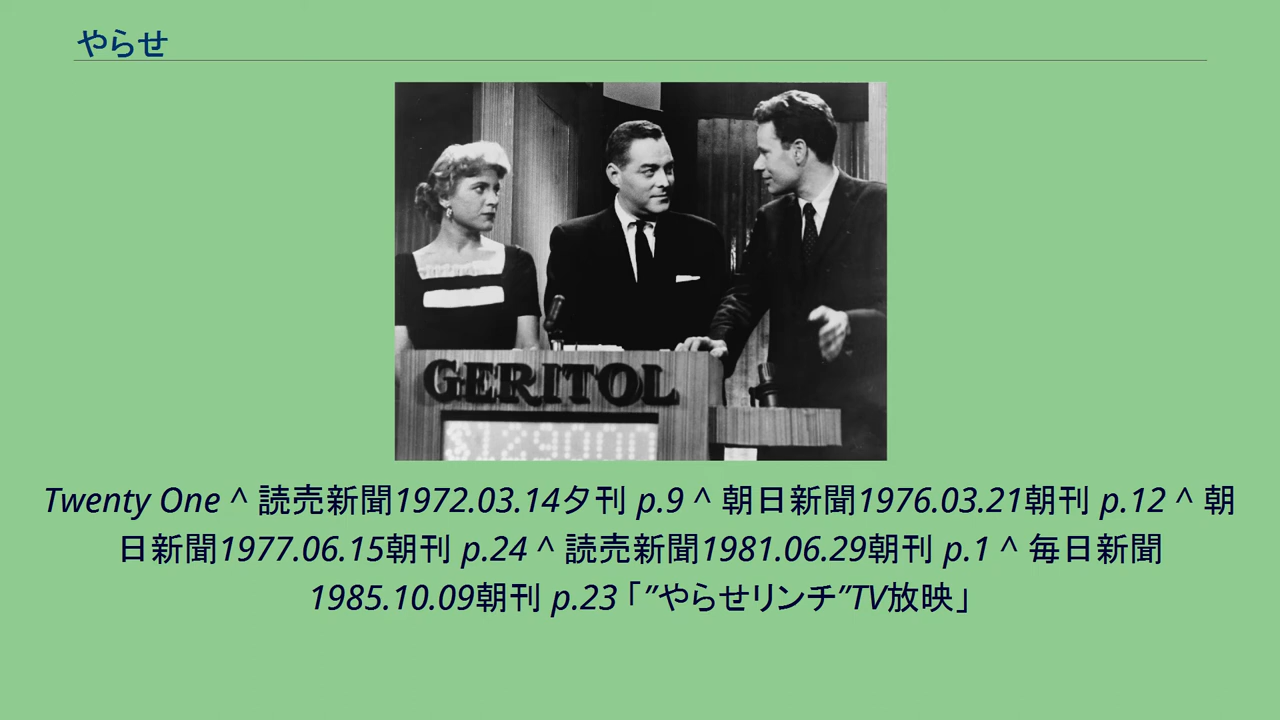 やらせ
GERITOL
$129000
Twenty One ^ 読売新聞1972.03.14夕刊 p.9 ^ 朝日新聞1976.03.21朝刊 p.12 ^ 朝
日新聞1977.06.15朝刊 p.24 ^ 読売新聞1981.06.29朝刊 p.1 ^ 毎日新聞
1985.10.09朝刊 p.23「″やらせリンチ″TV放映」